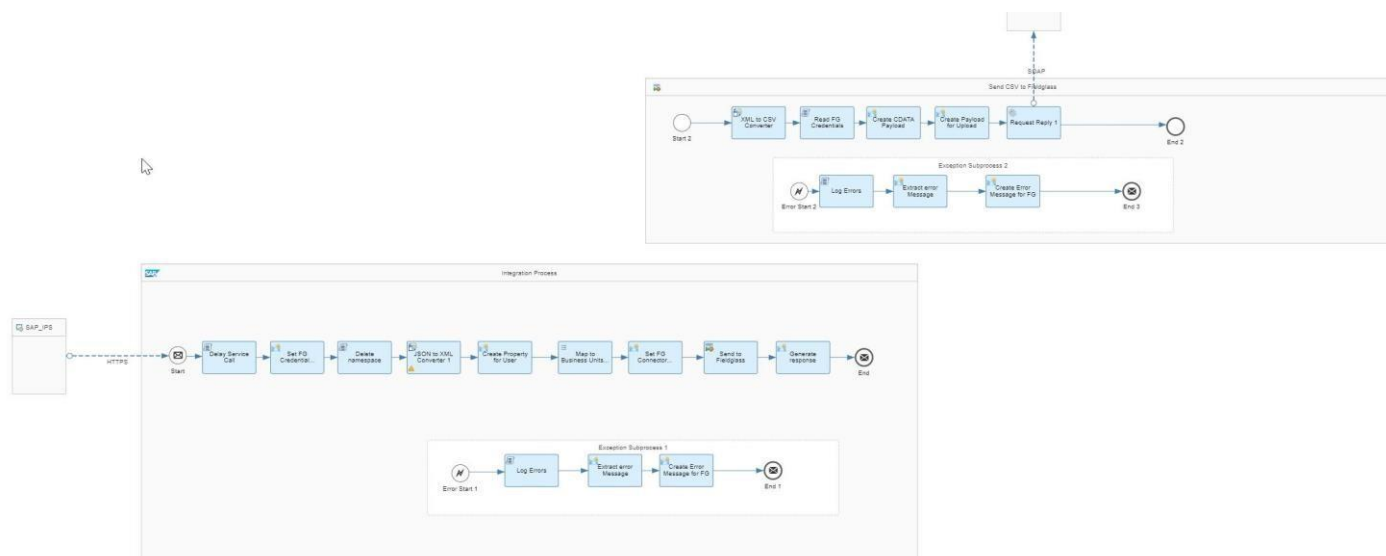 SOAP
Send CSV to Fieldglass
XML to CSV
Converter
Read FG
Credentials
Create CDATA
Payload
Create Payload
for Upload
Request Reply 1
Start 2
End 2
Exception Subprocess 2
Log Errors
Extract error
Message
Create Error
Message for FG
Error Start 2
End 3
SAP
Integration Process
SAP_IPS
HTTPS
Start
Delay Service
Call
Set FG
Credential...
Delete
namespace
JSON to XML
Converter 1
Create Property
for User
Map to
Business Units...
Set FG
Connector...
Send to
Fieldglass
Generate
response
End
Exception Subprocess 1
Log Errors
Extract error
Message
Create Error
Message for FG
Error Start 1
End 1